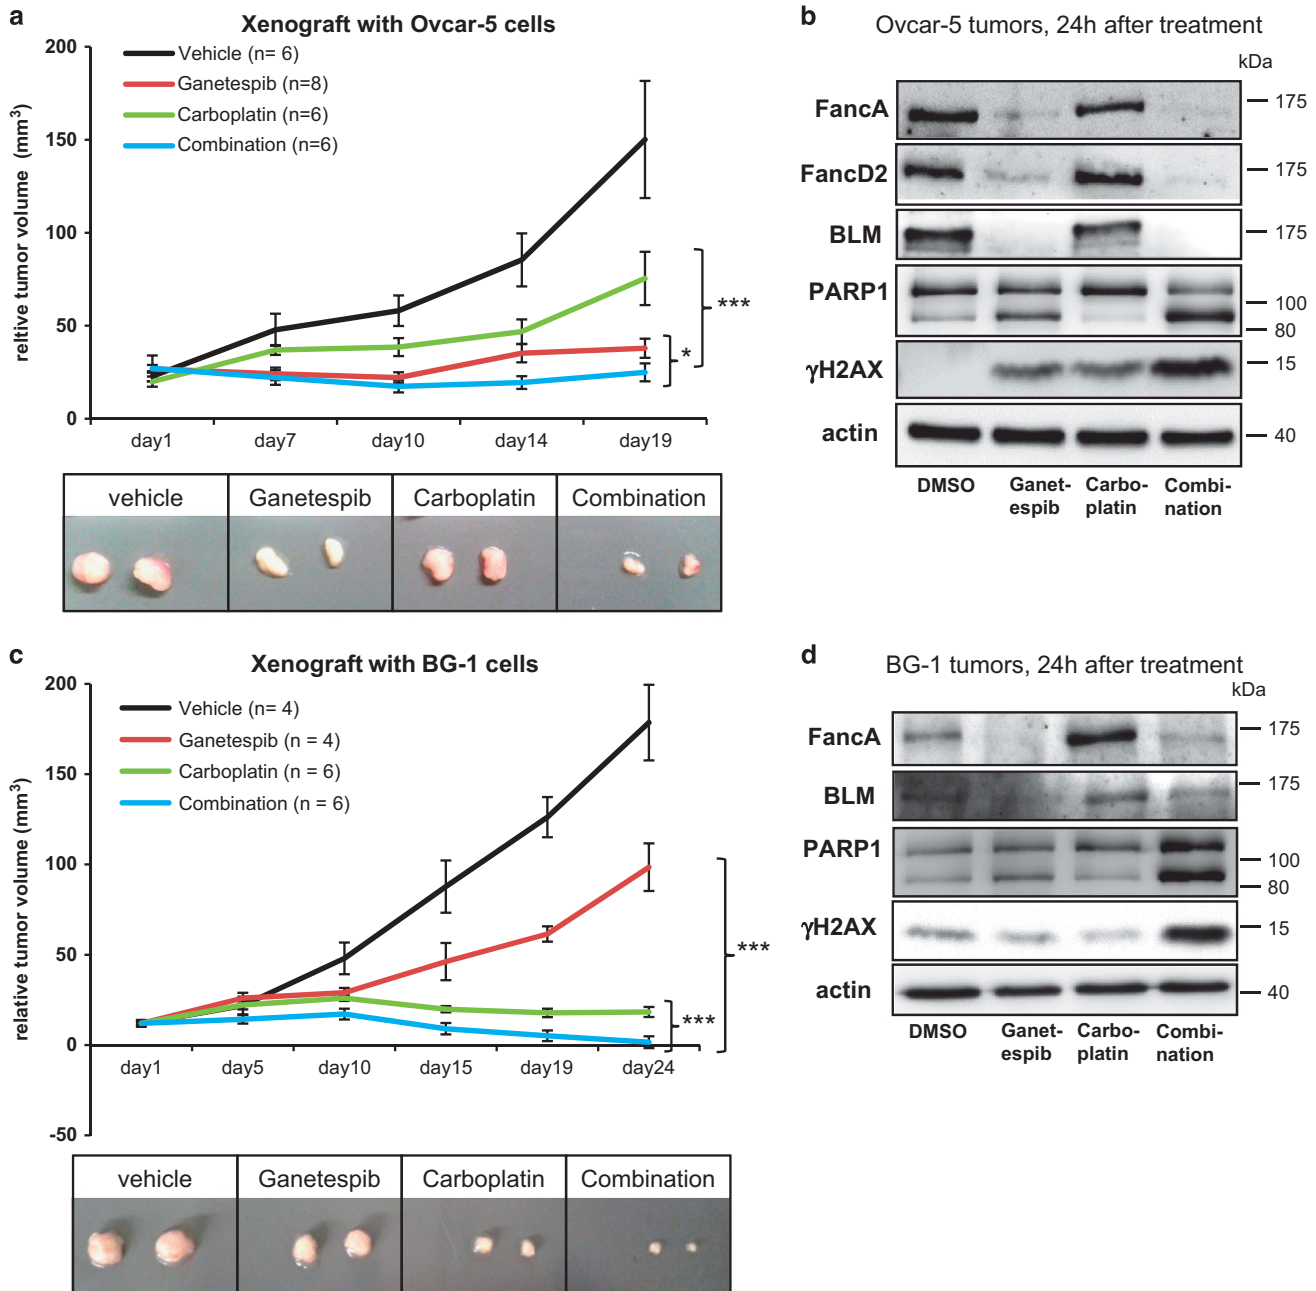 a
Xenograft with Ovcar-5 cells
reltive tumor volume (mm³)
200
150
100
50
0
Vehicle (n= 6)
Ganetespib (n=8)
Carboplatin (n=6)
Combination (n=6)
***
*
day1 day7 day10 day14 day19
vehicle Ganetespib Carboplatin Combination
b
Ovcar-5 tumors, 24h after treatment
kDa
FancA 175
FancD2 175
BLM 175
PARP1 100
80
γH2AX 15
actin 40
DMSO Ganet- Carbo- Combi-
espib platin nation
c
Xenograft with BG-1 cells
relative tumor volume (mm³)
200
150
100
50
0
-50
Vehicle (n= 4)
Ganetespib (n = 4)
Carboplatin (n = 6)
Combination (n = 6)
***
***
day1 day5 day10 day15 day19 day24
vehicle Ganetespib Carboplatin Combination
d
BG-1 tumors, 24h after treatment
kDa
FancA 175
BLM 175
PARP1 100
80
γH2AX 15
actin 40
DMSO Ganet- Carbo- Combi-
espib platin nation